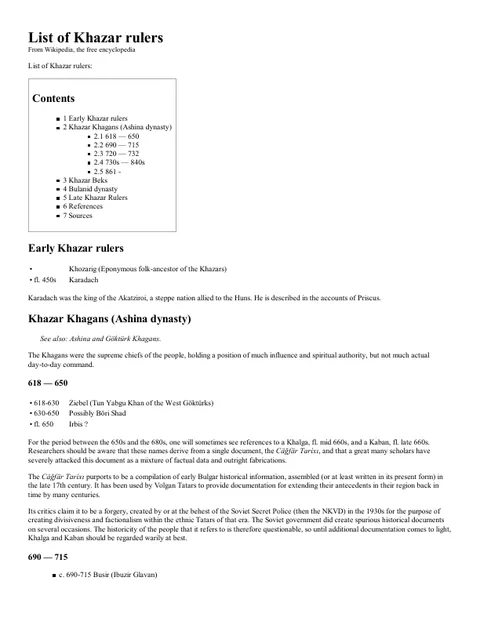 List of Khazar rulers
From Wikipedia, the free encyclopedia
List of Khazar rulers:
Contents
■ 1 Early Khazar rulers
■ 2 Khazar Khagans (Ashina dynasty)
■ 2.1 618 — 650
■ 2.2 690 — 715
■ 2.3 720 — 732
■ 2.4 730s — 840s
■ 2.5 861 -
■ 3 Khazar Beks
■ 4 Bulanid dynasty
■ 5 Late Khazar Rulers
■ 6 References
■ 7 Sources
Early Khazar rulers
• Khozarig (Eponymous folk-ancestor of the Khazars)
• fl. 450s Karadach
Karadach was the king of the Akatziroi, a steppe nation allied to the Huns. He is described in the accounts of Priscus.
Khazar Khagans (Ashina dynasty)
See also: Ashina and Göktürk Khagans.
The Khagans were the supreme chiefs of the people, holding a position of much influence and spiritual authority, but not much actual
day-to-day command.
618 — 650
• 618-630 Ziebel (Tun Yabgu Khan of the West Göktürks)
• 630-650 Possibly Böri Shad
• fl. 650 Irbis ?
For the period between the 650s and the 680s, one will sometimes see references to a Khalga, fl. mid 660s, and a Kaban, fl. late 660s.
Researchers should be aware that these names derive from a single document, the Cäğfär Tarixı, and that a great many scholars have
severely attacked this document as a mixture of factual data and outright fabrications.
The Cäğfär Tarixı purports to be a compilation of early Bulgar historical information, assembled (or at least written in its present form) in
the late 17th century. It has been used by Volgan Tatars to provide documentation for extending their antecedents in their region back in
time by many centuries.
Its critics claim it to be a forgery, created by or at the behest of the Soviet Secret Police (then the NKVD) in the 1930s for the purpose of
creating divisiveness and factionalism within the ethnic Tatars of that era. The Soviet government did create spurious historical documents
on several occasions. The historicity of the people that it refers to is therefore questionable, so until additional documentation comes to light,
Khalga and Kaban should be regarded warily at best.
690 — 715
■ c. 690-715 Busir (Ibuzir Glavan)